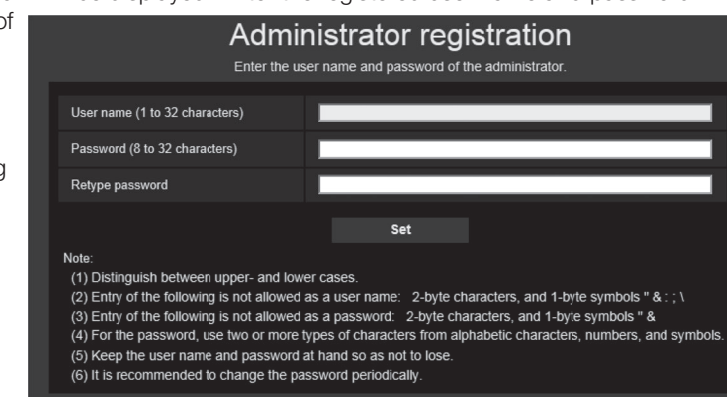 of
Administrator registration
Enter the user name and password of the administrator.
User name (1 to 32 characters)
Password (8 to 32 characters)
g
Retype password
Set
Note:
(1) Distinguish between upper- and lower cases.
(2) Entry of the following is not allowed as a user name: 2-byte characters, and 1-byte symbols " & : ; \
(3) Entry of the following is not allowed as a password: 2-byte characters, and 1-byte symbols " &
(4) For the password, use two or more types of characters from alphabetic characters, numbers, and symbols.
(5) Keep the user name and password at hand so as not to lose.
(6) It is recommended to change the password periodically.